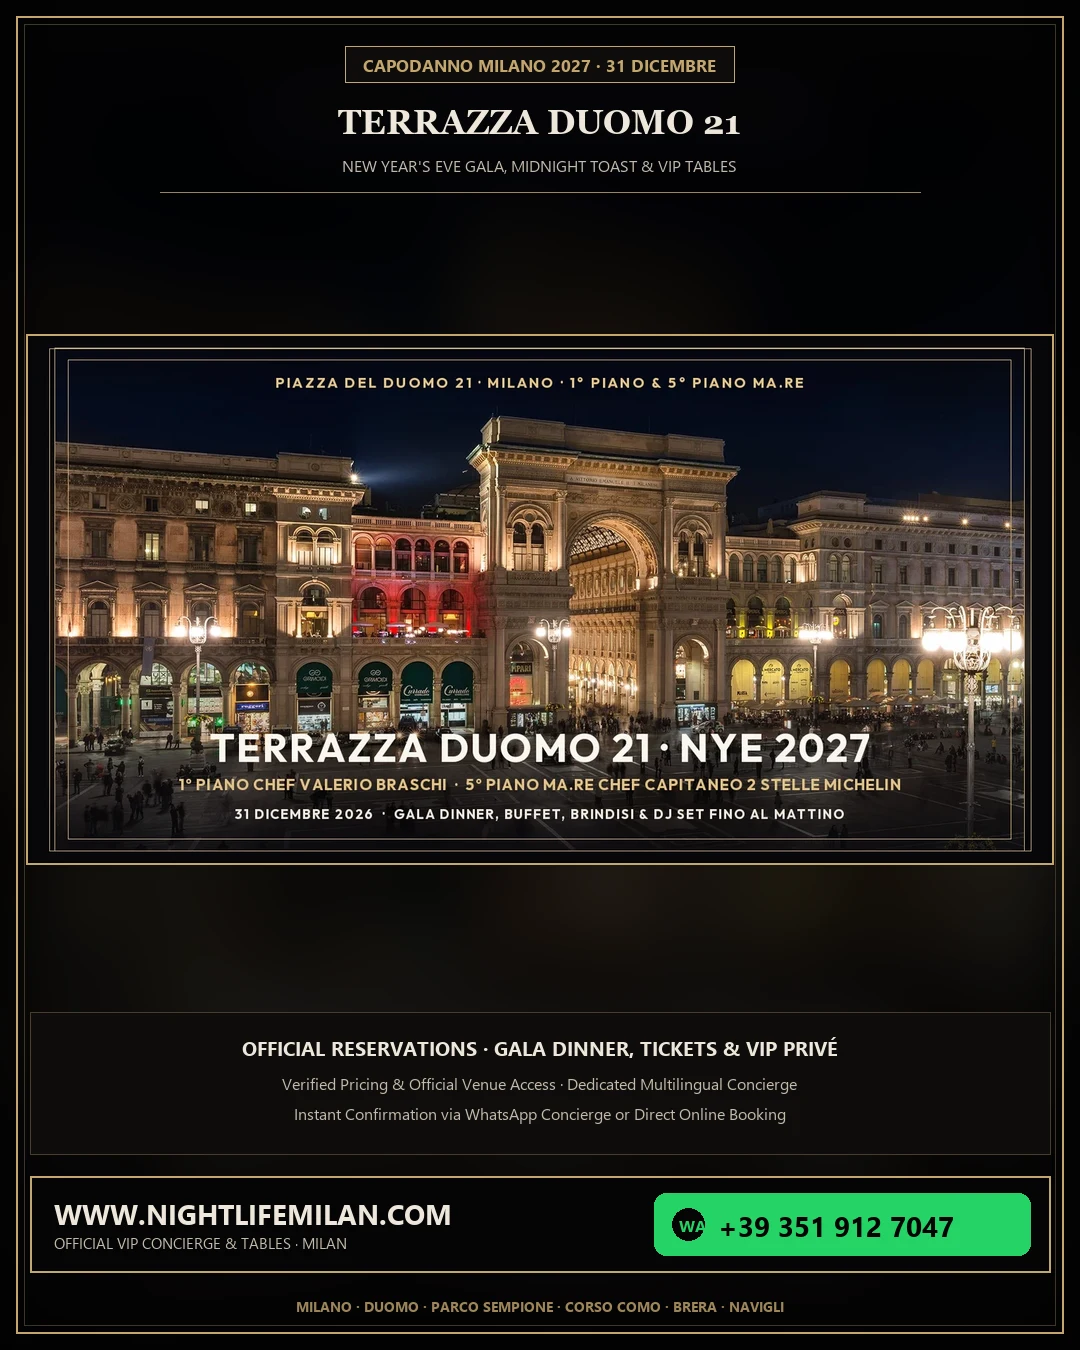 CAPODANNO MILANO 2027 · 31 DICEMBRE
TERRAZZA DUOMO 21
NEW YEAR'S EVE GALA, MIDNIGHT TOAST & VIP TABLES
PIAZZA DEL DUOMO 21 · MILANO · 1° PIANO & 5° PIANO MA.RE
GRIMOLDI
GRIMOLDI
Currado
Currado
ruggeri
TERRAZZA DUOMO 21 · NYE 2027
1° PIANO CHEF VALERIO BRASCHI · 5° PIANO MA.RE CHEF CAPITANEO 2 STELLE MICHELIN
31 DICEMBRE 2026 · GALA DINNER, BUFFET, BRINDISI & DJ SET FINO AL MATTINO
OFFICIAL RESERVATIONS · GALA DINNER, TICKETS & VIP PRIVÉ
Verified Pricing & Official Venue Access · Dedicated Multilingual Concierge
Instant Confirmation via WhatsApp Concierge or Direct Online Booking
WWW.NIGHTLIFEMILAN.COM
OFFICIAL VIP CONCIERGE & TABLES · MILAN
WA +39 351 912 7047
MILANO · DUOMO · PARCO SEMPIONE · CORSO COMO · BRERA · NAVIGLI